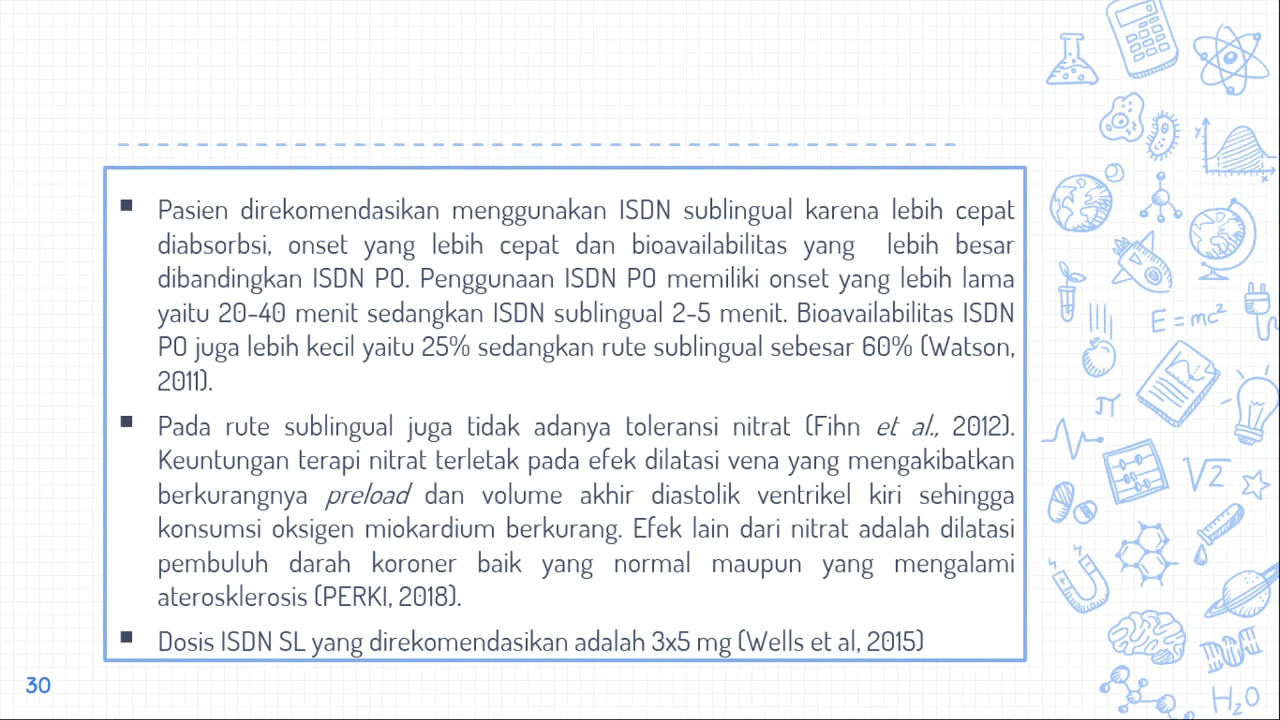 Pasien direkomendasikan menggunakan ISDN sublingual karena lebih cepat
diabsorbsi, onset yang lebih cepat dan bioavailabilitas yang lebih besar
dibandingkan ISDN PO. Penggunaan ISDN PO memiliki onset yang lebih lama
yaitu 20-40 menit sedangkan ISDN sublingual 2-5 menit. Bioavailabilitas ISDN
PO juga lebih kecil yaitu 25% sedangkan rute sublingual sebesar 60% (Watson,
2011).
Pada rute sublingual juga tidak adanya toleransi nitrat (Fihn et al., 2012).
Keuntungan terapi nitrat terletak pada efek dilatasi vena yang mengakibatkan
berkurangnya preload dan volume akhir diastolik ventrikel kiri sehingga
konsumsi oksigen miokardium berkurang. Efek lain dari nitrat adalah dilatasi
pembuluh darah koroner baik yang normal maupun yang mengalami
aterosklerosis (PERKI, 2018).
Dosis ISDN SL yang direkomendasikan adalah 3x5 mg (Wells et al, 2015)
30
y
x
E=mc²
π
√2
H₂O